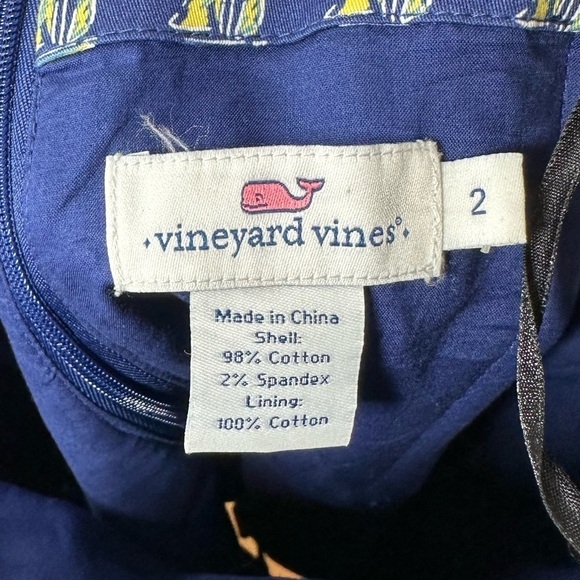 vineyard vines®
2
Made in China
Shell:
98% Cotton
2% Spandex
Lining:
100% Cotton